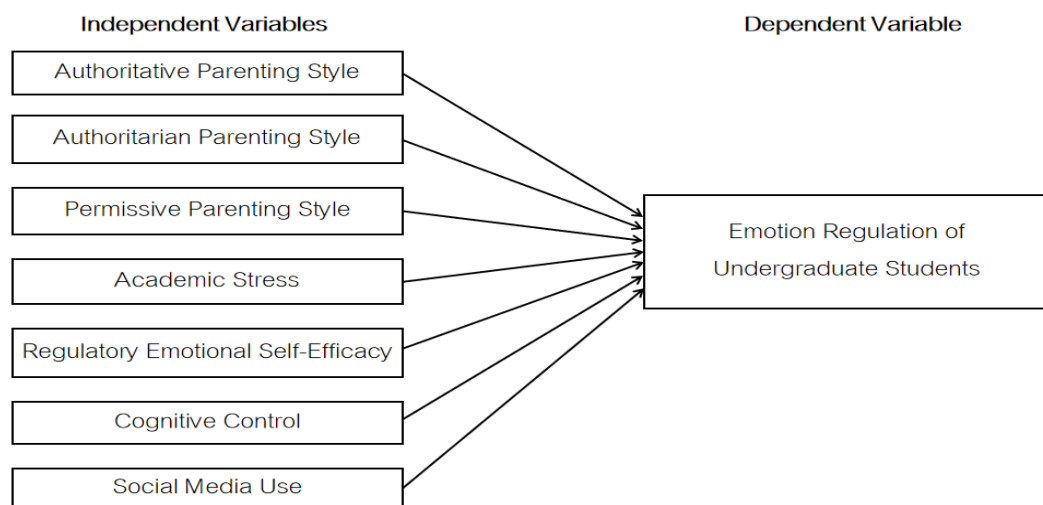 Independent Variables
Dependent Variable
Authoritative Parenting Style
Authoritarian Parenting Style
Permissive Parenting Style
Academic Stress
Regulatory Emotional Self-Efficacy
Cognitive Control
Social Media Use
Emotion Regulation of
Undergraduate Students